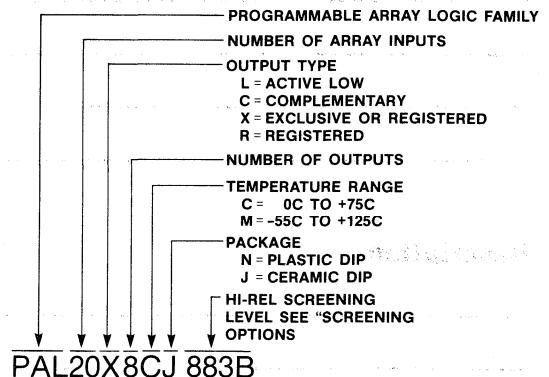 PROGRAMMABLE ARRAY LOGIC FAMILY
NUMBER OF ARRAY INPUTS
OUTPUT TYPE
L = ACTIVE LOW
C = COMPLEMENTARY
X = EXCLUSIVE OR REGISTERED
R = REGISTERED
NUMBER OF OUTPUTS
TEMPERATURE RANGE
C = 0C TO +75C
M = -55C TO +125C
PACKAGE
N = PLASTIC DIP
J = CERAMIC DIP
HI-REL SCREENING
LEVEL SEE "SCREENING
OPTIONS
PAL20X8CJ 883B